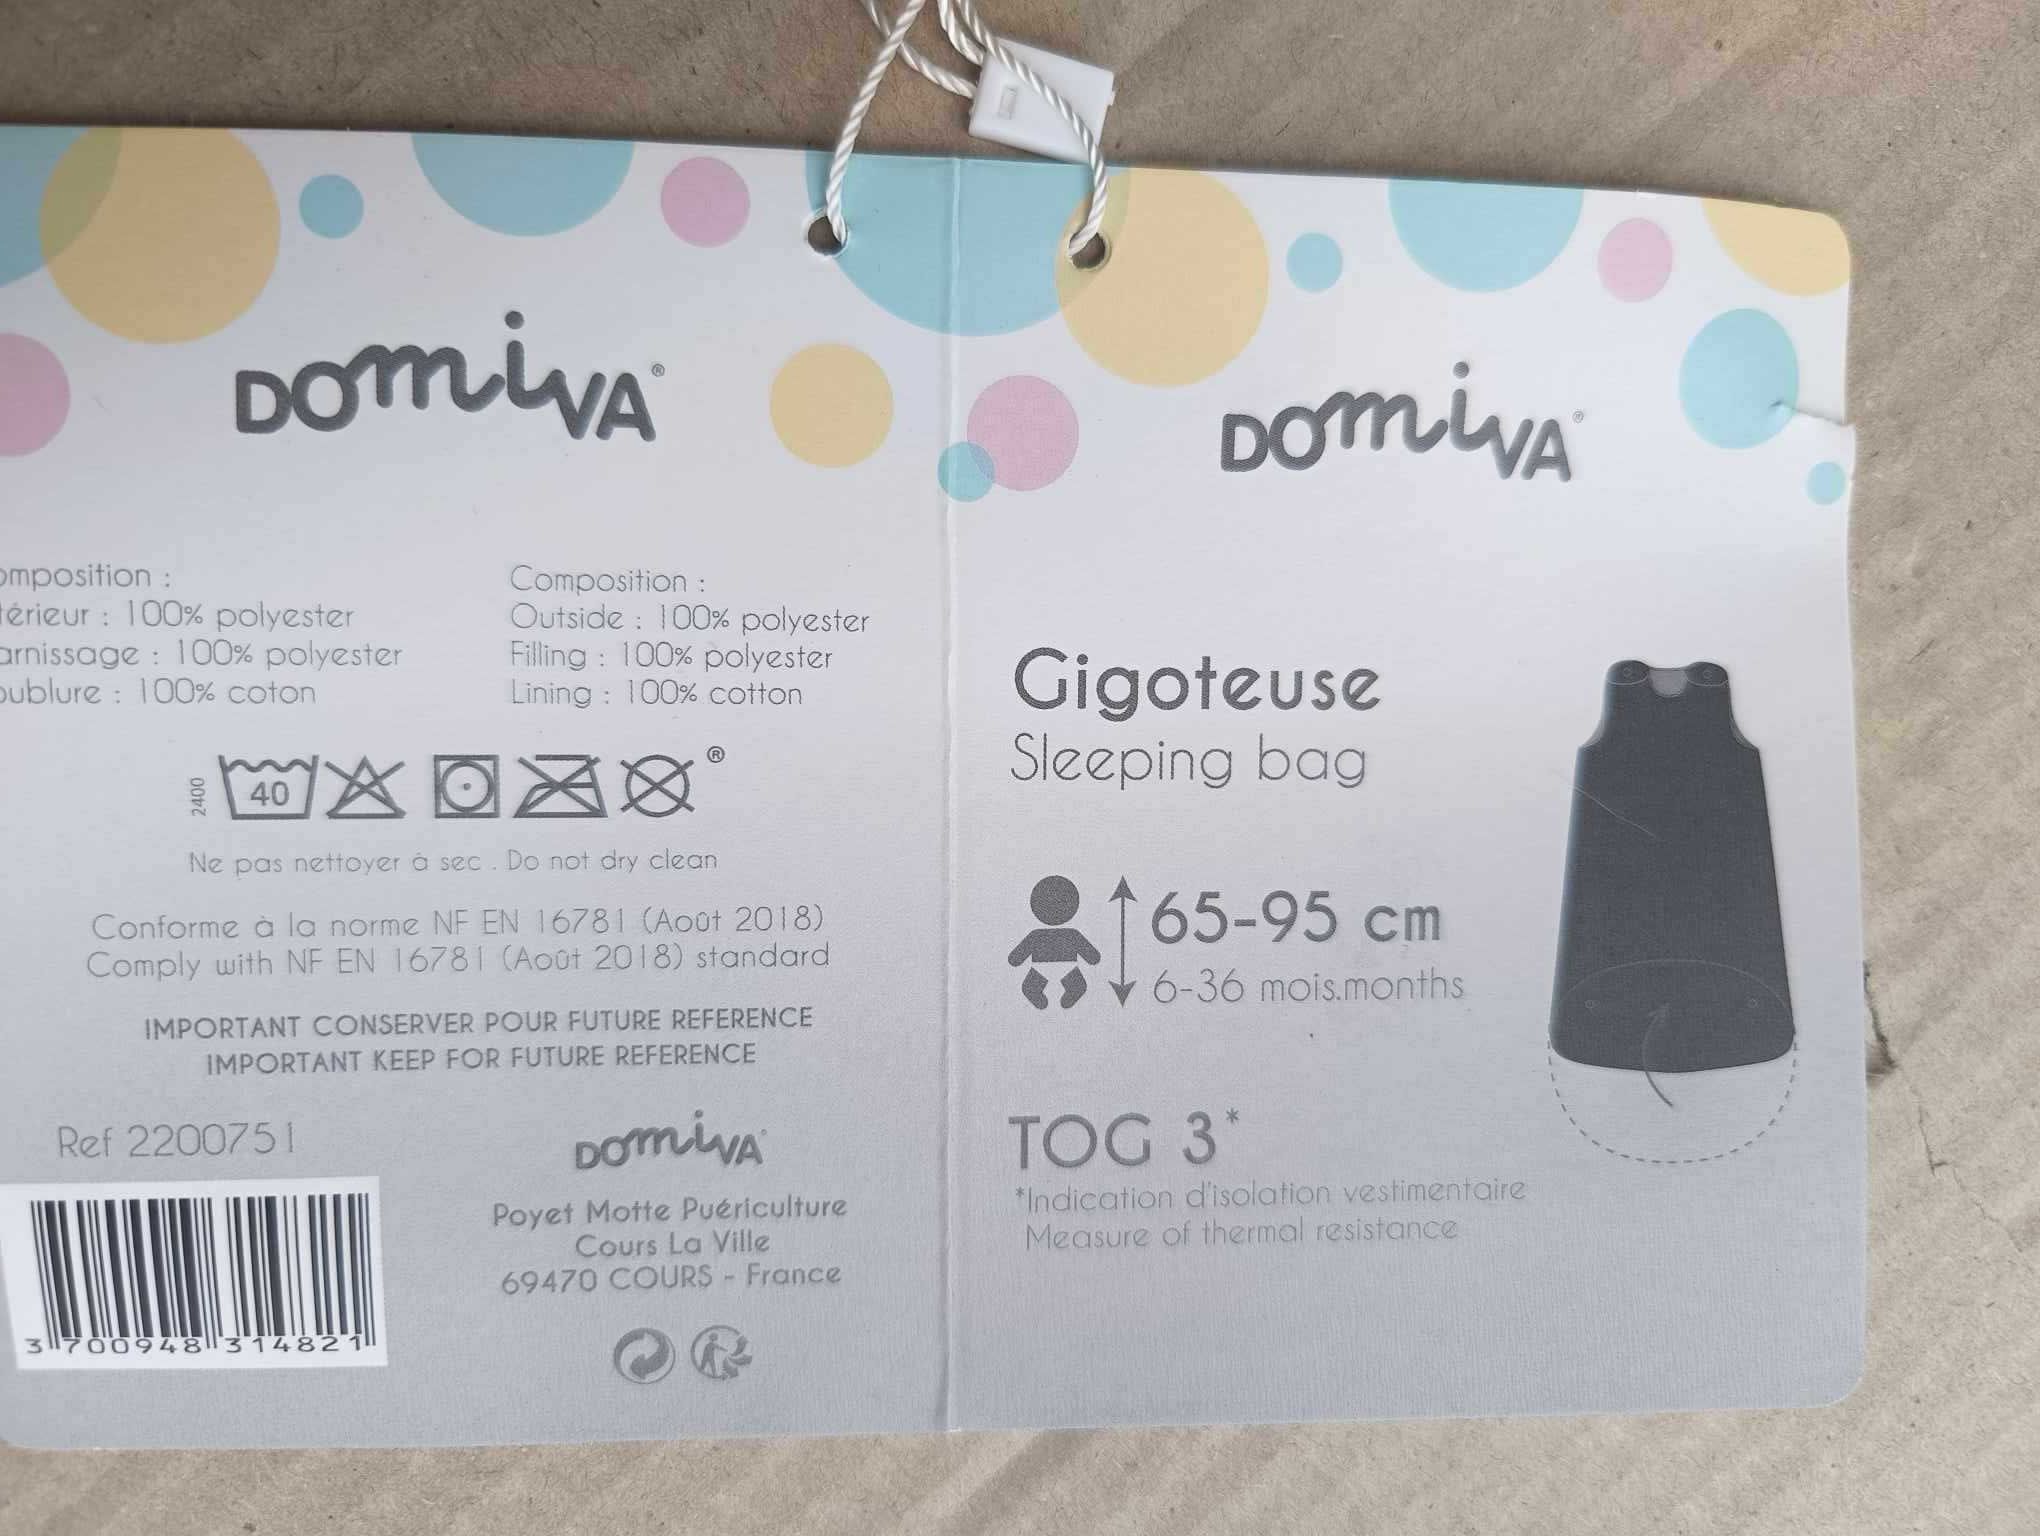 DOMIVA®
omposition :
térieur : 100% polyester
arnissage : 100% polyester
oublure : 100% coton
Composition :
Outside : 100% polyester
Filling : 100% polyester
Lining : 100% cotton
2400
40
®
Ne pas nettoyer à sec . Do not dry clean
Conforme à la norme NF EN 16781 (Août 2018)
Comply with NF EN 16781 (Août 2018) standard
IMPORTANT CONSERVER POUR FUTURE REFERENCE
IMPORTANT KEEP FOR FUTURE REFERENCE
Ref 2200751
3 700948 314821
DOMIVA
Poyet Motte Puériculture
Cours La Ville
69470 COURS - France
DOMIVA®
Gigoteuse
Sleeping bag
65-95 cm
6-36 mois.months
TOG 3*
*Indication d'isolation vestimentaire
Measure of thermal resistance